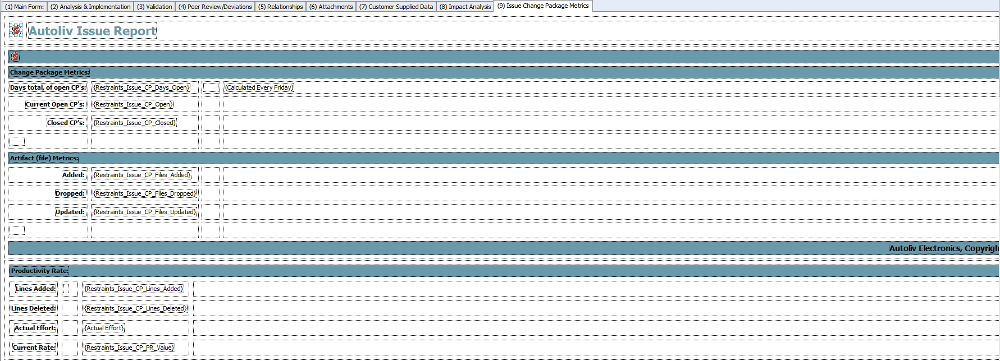 (1) Main Form: (2) Analysis & Implementation (3) Validation (4) Peer Review/Deviations (5) Relationships (6) Attachments (7) Customer Supplied Data (8) Impact Analysis (9) Issue Change Package Metrics
Autoliv Issue Report
Change Package Metrics:
Days total, of open CP's: {Restraints_Issue_CP_Days_Open} (Calculated Every Friday)
Current Open CP's: {Restraints_Issue_CP_Open}
Closed CP's: {Restraints_Issue_CP_Closed}
Artifact (file) Metrics:
Added: {Restraints_Issue_CP_Files_Added}
Dropped: {Restraints_Issue_CP_Files_Dropped}
Updated: {Restraints_Issue_CP_Files_Updated}
Autoliv Electronics, Copyrigh
Productivity Rate:
Lines Added: {Restraints_Issue_CP_Lines_Added}
Lines Deleted: {Restraints_Issue_CP_Lines_Deleted}
Actual Effort: {Actual Effort}
Current Rate: {Restraints_Issue_CP_PR_Value}